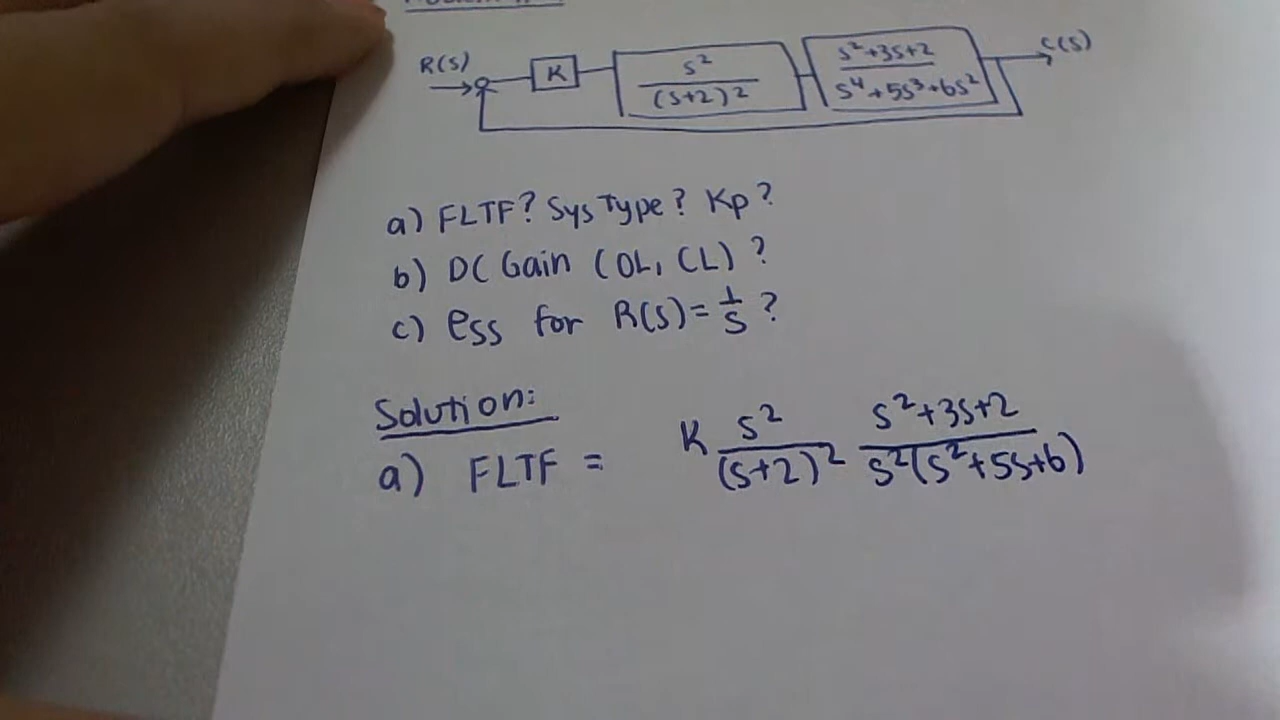 R(s) K s²/(s+2)² s²+3s+2/s⁴+5s³+6s² C(s)
a) FLTF? Sys Type? Kp?
b) DC Gain (OL, CL)?
c) ess for R(s)=1/s?
Solution:
a) FLTF = K s²/(s+2)² s²+3s+2/s²(s²+5s+6)